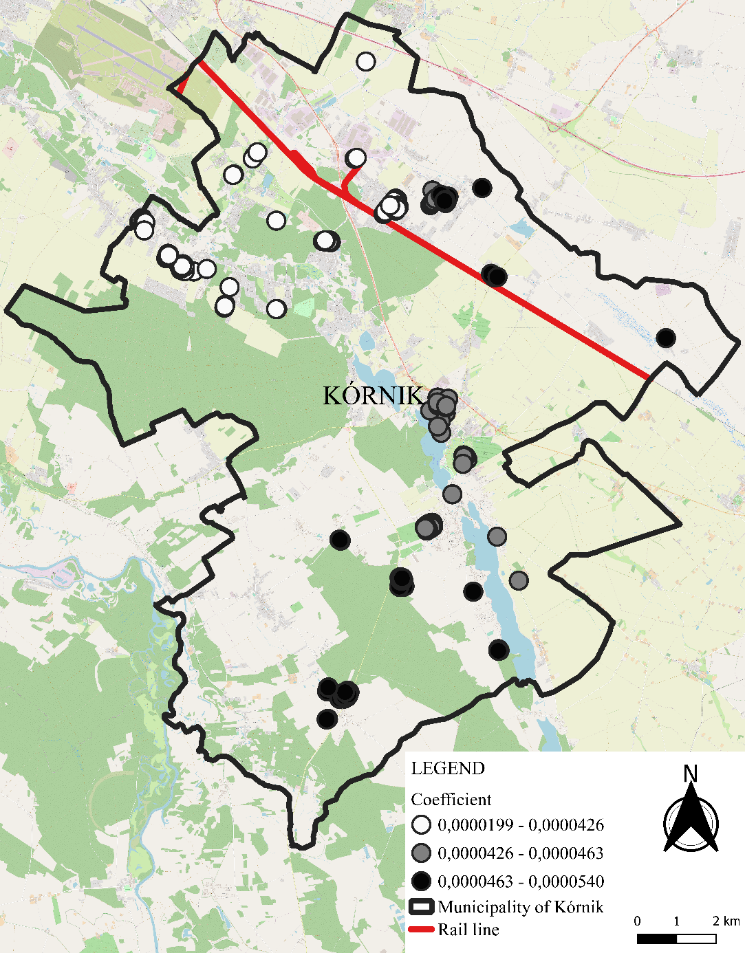 KÓRNIK
LEGEND
Coefficient
0,0000199 - 0,0000426
0,0000426 - 0,0000463
0,0000463 - 0,0000540
Municipality of Kórnik
Rail line
N
0 1 2 km